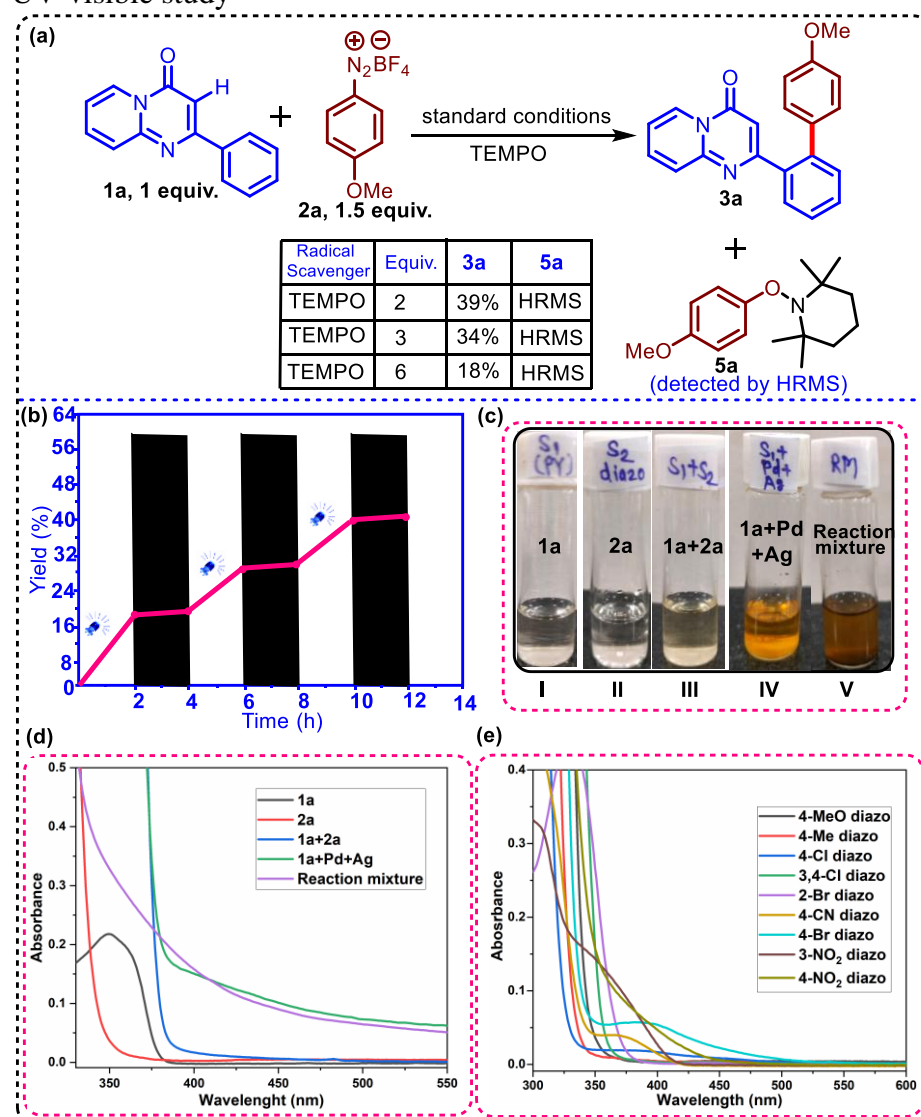 UV-visible study
(a)
O
H
N
N
1a, 1 equiv.
+
⊕ ⊖
N2BF4
OMe
2a, 1.5 equiv.
standard conditions
TEMPO
OMe
O
N
N
3a
+
Radical Scavenger Equiv. 3a 5a
TEMPO 2 39% HRMS
TEMPO 3 34% HRMS
TEMPO 6 18% HRMS
O
N
MeO
5a
(detected by HRMS)
(b)
64
56
48
40
32
24
16
8
0
Yield (%)
2 4 6 8 10 12 14
Time (h)
(c)
S1 (PY)
S2 diazo
S1+S2
S1+ Pd+ Ag
RM
1a
2a
1a+2a
1a+Pd +Ag
Reaction mixture
I II III IV V
(d)
0.5
0.4
0.3
0.2
0.1
0.0
Absorbance
1a
2a
1a+2a
1a+Pd+Ag
Reaction mixture
350 400 450 500 550
Wavelenght (nm)
(e)
0.4
0.3
0.2
0.1
0.0
Abosrbance
4-MeO diazo
4-Me diazo
4-Cl diazo
3,4-Cl diazo
2-Br diazo
4-CN diazo
4-Br diazo
3-NO2 diazo
4-NO2 diazo
300 350 400 450 500 550 600
Wavelenght (nm)